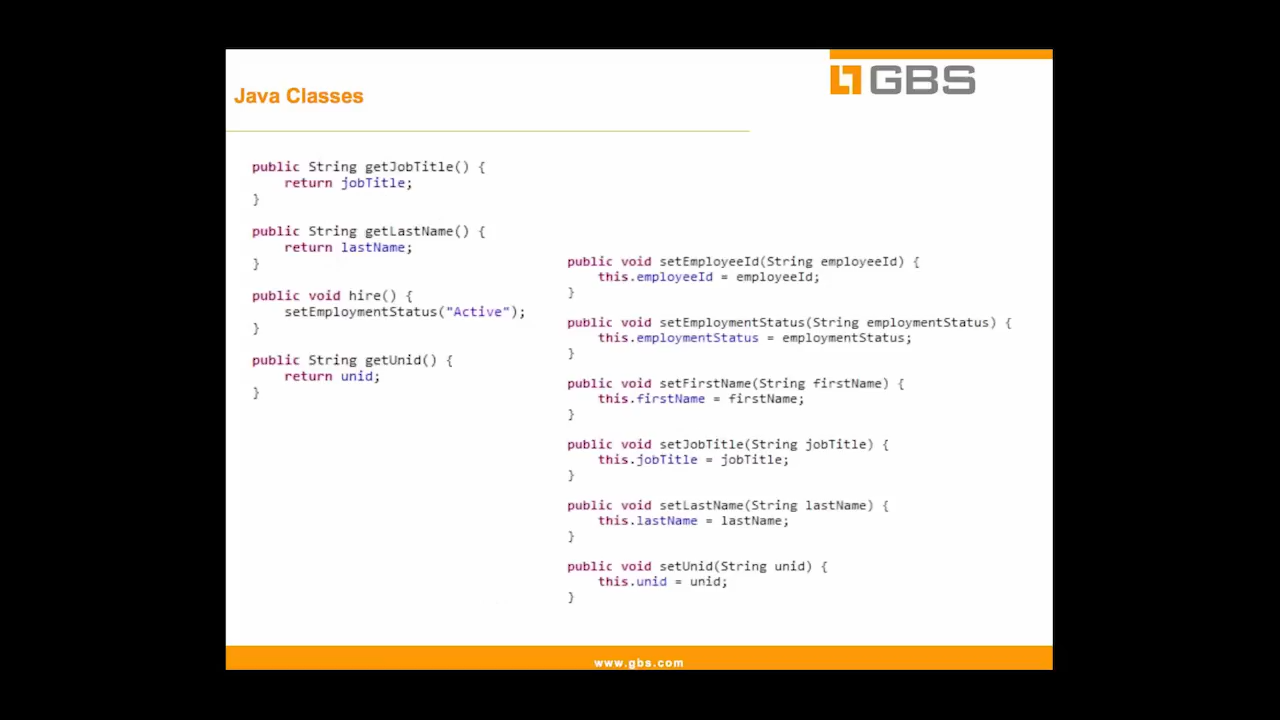 GBS
Java Classes
public String getJobTitle() {
    return jobTitle;
}
public String getLastName() {
    return lastName;
}
public void hire() {
    setEmploymentStatus("Active");
}
public String getUnid() {
    return unid;
}
public void setEmployeeId(String employeeId) {
    this.employeeId = employeeId;
}
public void setEmploymentStatus(String employmentStatus) {
    this.employmentStatus = employmentStatus;
}
public void setFirstName(String firstName) {
    this.firstName = firstName;
}
public void setJobTitle(String jobTitle) {
    this.jobTitle = jobTitle;
}
public void setLastName(String lastName) {
    this.lastName = lastName;
}
public void setUnid(String unid) {
    this.unid = unid;
}
www.gbs.com